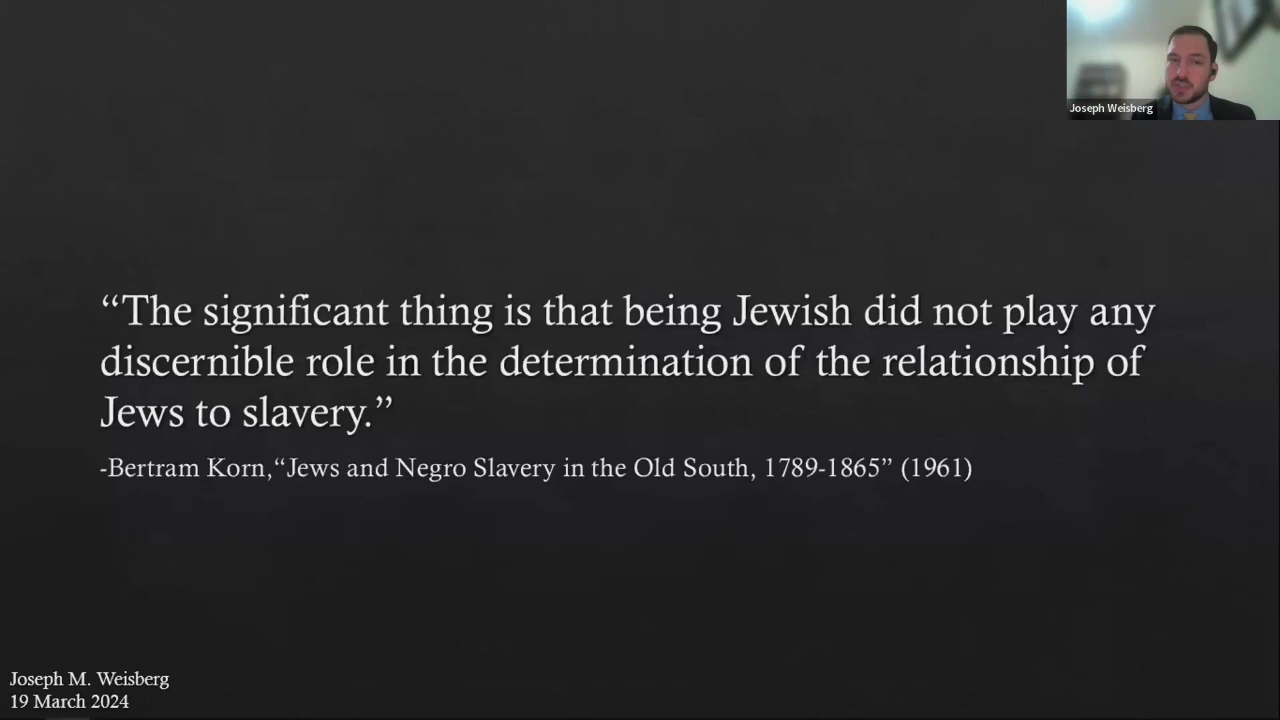 Joseph Weisberg
“The significant thing is that being Jewish did not play any
discernible role in the determination of the relationship of
Jews to slavery.”
-Bertram Korn,“Jews and Negro Slavery in the Old South, 1789-1865” (1961)
Joseph M. Weisberg
19 March 2024